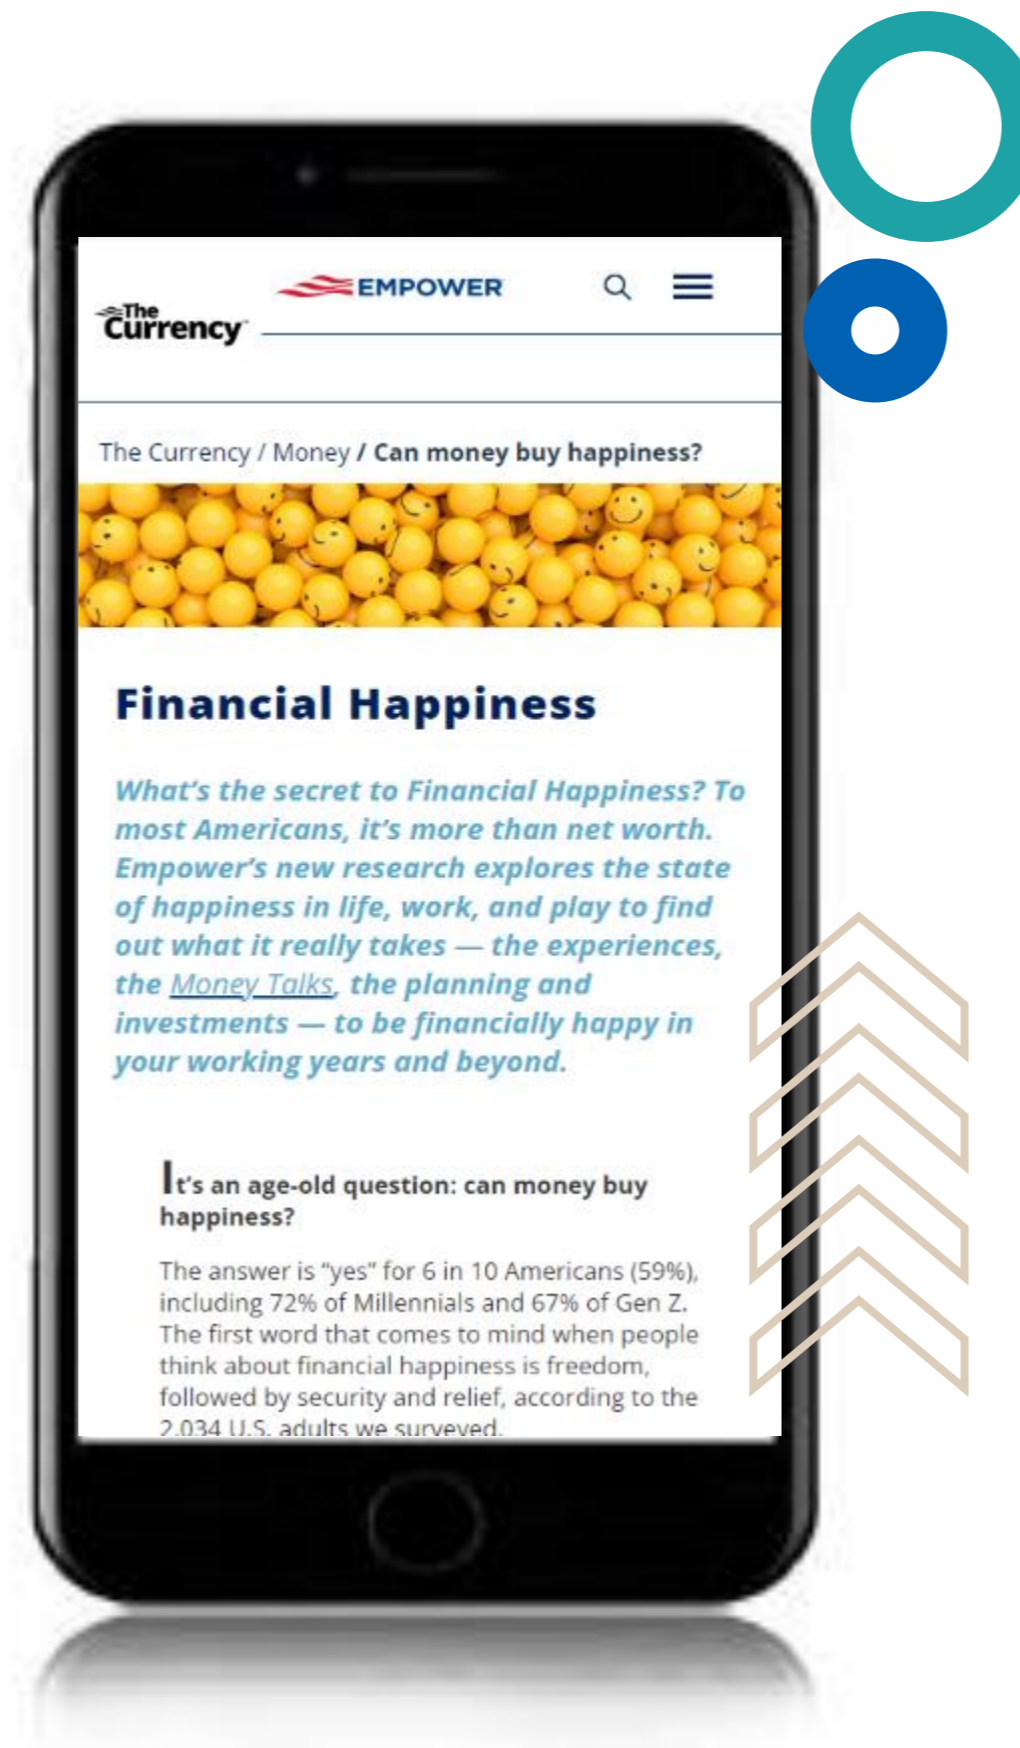 EMPOWER
The
Currency
The Currency / Money / Can money buy happiness?
Financial Happiness
What's the secret to Financial Happiness? To
most Americans, it's more than net worth.
Empower's new research explores the state
of happiness in life, work, and play to find
out what it really takes — the experiences,
the Money Talks, the planning and
investments — to be financially happy in
your working years and beyond.
It's an age-old question: can money buy
happiness?
The answer is “yes” for 6 in 10 Americans (59%),
including 72% of Millennials and 67% of Gen Z.
The first word that comes to mind when people
think about financial happiness is freedom,
followed by security and relief, according to the
2,034 U.S. adults we surveyed.